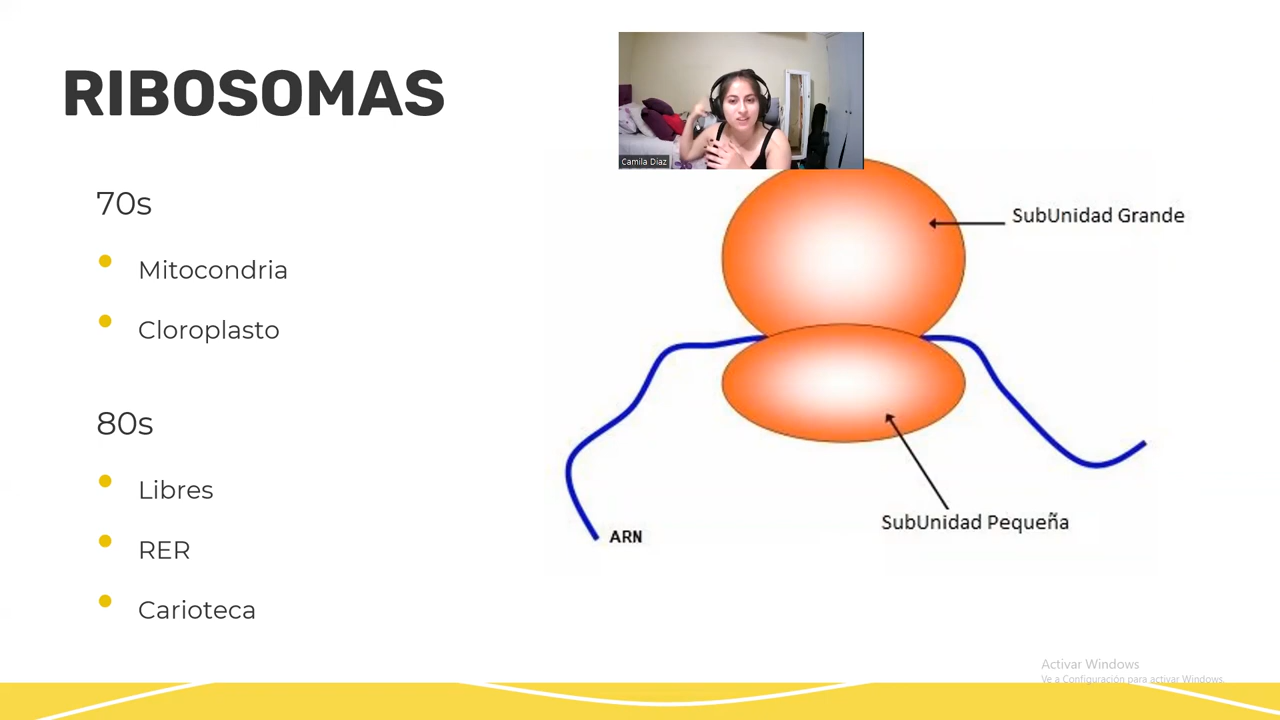 RIBOSOMAS
70s
Mitocondria
Cloroplasto
80s
Libres
RER
Carioteca
Camila Diaz
SubUnidad Grande
SubUnidad Pequeña
ARN
Activar Windows
Ve a Configuración para activar Windows.